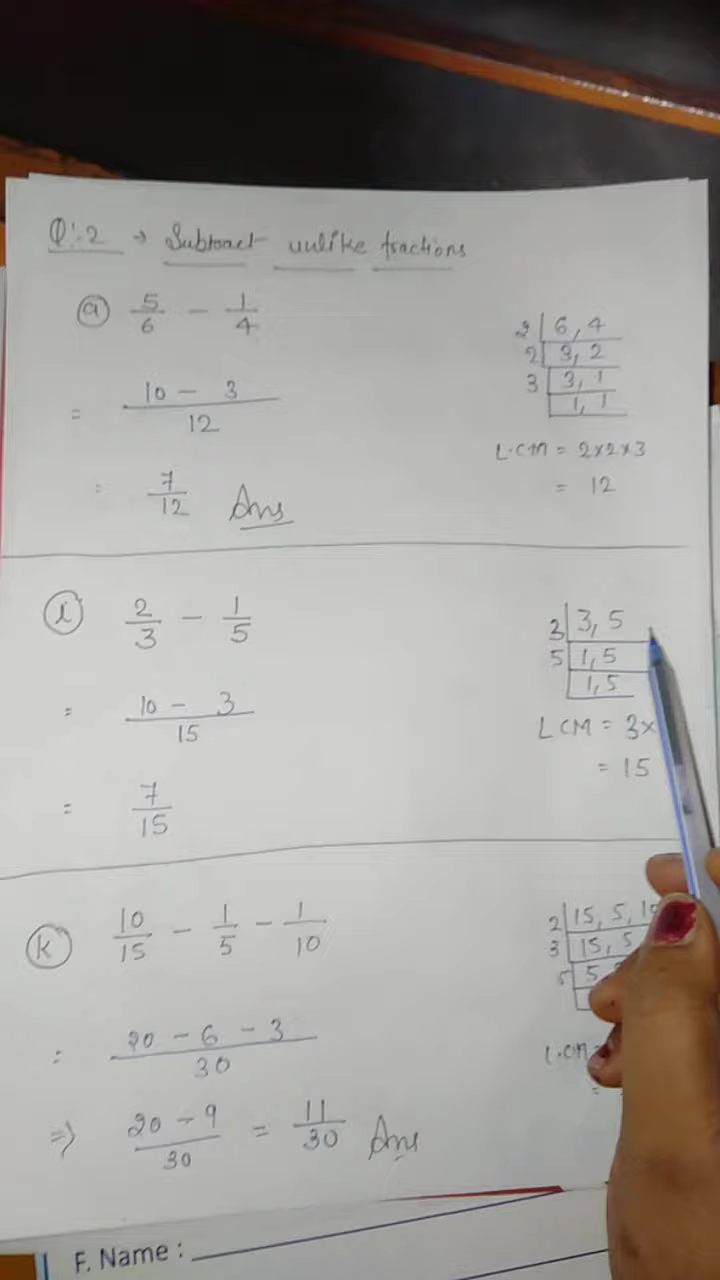 Q:-2 → Subtract unlike fractions
(a) 5/6 - 1/4
= 10 - 3 / 12
= 7/12 Ans
2 | 6, 4
2 | 3, 2
3 | 3, 1
1, 1
L.CM = 2×2×3
= 12
(i) 2/3 - 1/5
= 10 - 3 / 15
= 7/15
3 | 3, 5
5 | 1, 5
1, 5
LCM = 3×
= 15
(k) 10/15 - 1/5 - 1/10
= 20 - 6 - 3 / 30
⇒ 20 - 9 / 30 = 11/30 Ans
2 | 15, 5, 10
3 | 15, 5
5 | 5,
L.CM =
=
F. Name :